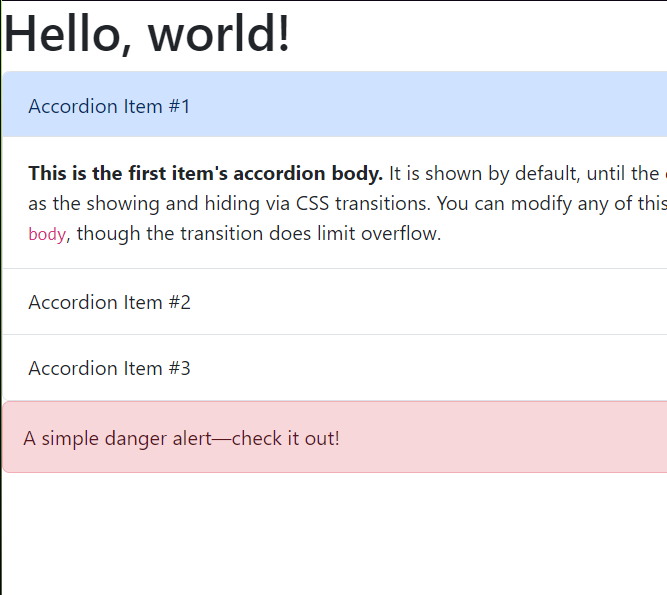 Hello, world!
Accordion Item #1
This is the first item's accordion body. It is shown by default, until the
as the showing and hiding via CSS transitions. You can modify any of this
body, though the transition does limit overflow.
Accordion Item #2
Accordion Item #3
A simple danger alert—check it out!